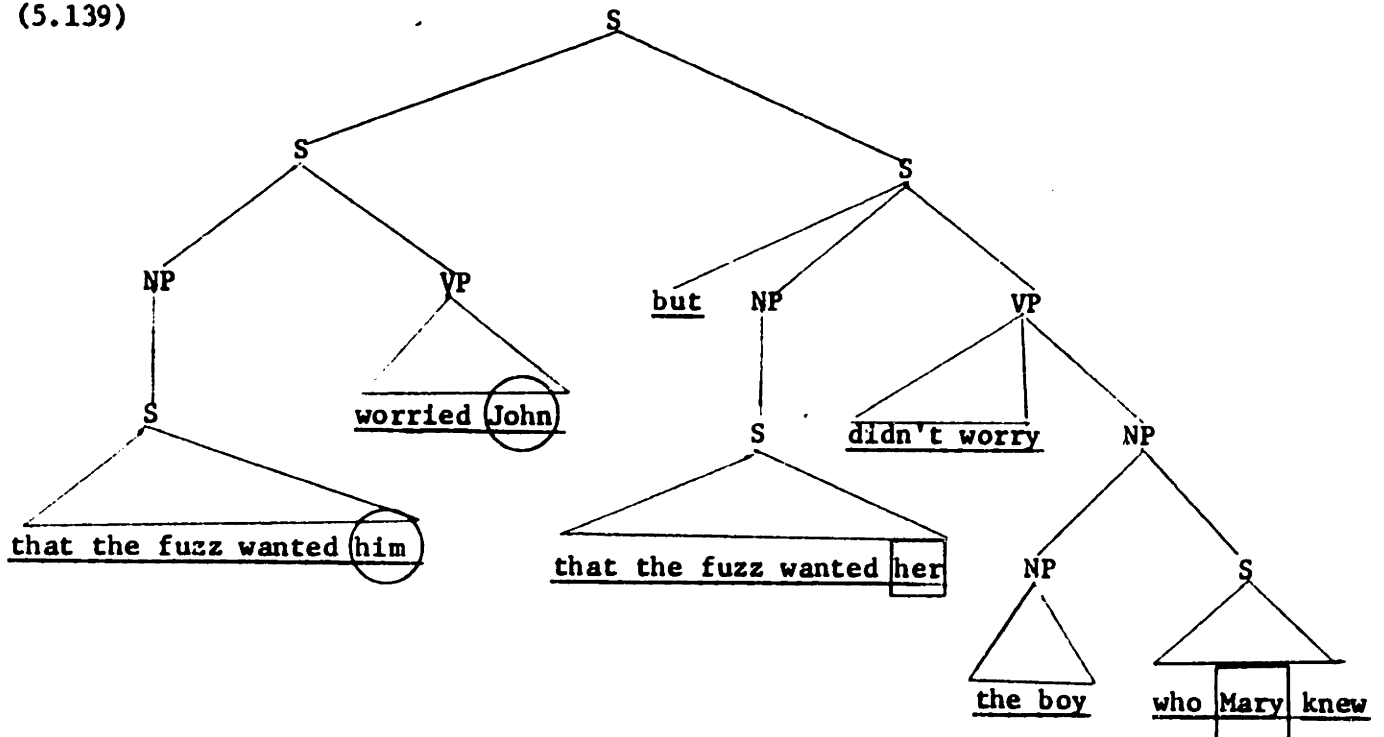 (5.139)
S
S S
NP VP but NP VP
S worried John S didn't worry NP
that the fuzz wanted him that the fuzz wanted her NP S
the boy who Mary knew